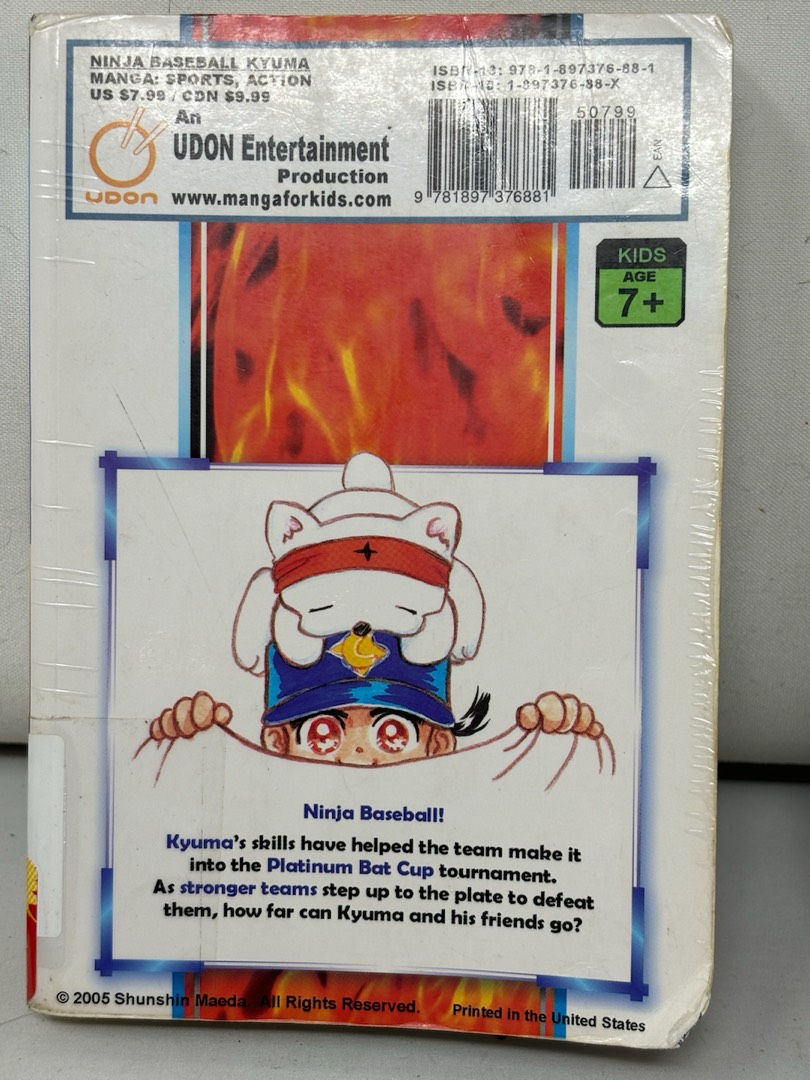 NINJA BASEBALL KYUMA
MANGA: SPORTS, ACTION
US $7.99 / CDN $9.99
An
UDON Entertainment
Production
www.mangaforkids.com
UDON
ISBN-13: 978-1-897376-88-1
ISBN-10: 1-897376-88-X
50799
9 781897 376881
EAN
KIDS
AGE
7+
Ninja Baseball!
Kyuma's skills have helped the team make it
into the Platinum Bat Cup tournament.
As stronger teams step up to the plate to defeat
them, how far can Kyuma and his friends go?
© 2005 Shunshin Maeda. All Rights Reserved.
Printed in the United States